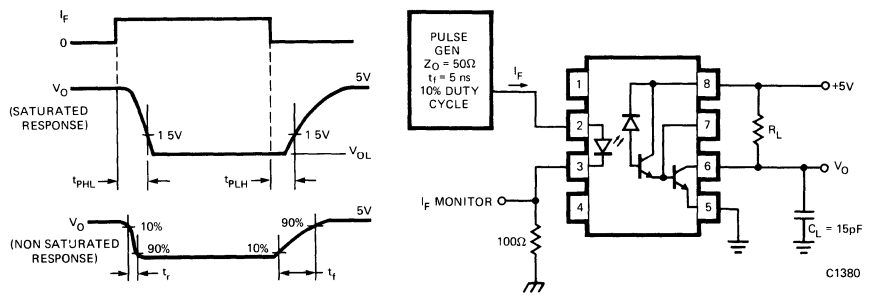 I_F
0
V_O
(SATURATED
RESPONSE)
5V
1 5V
1 5V
V_OL
t_PHL
t_PLH
V_O
(NON SATURATED
RESPONSE)
10%
90%
10%
90%
5V
t_r
t_f
PULSE
GEN
Z_O = 50Ω
t_f = 5 ns
10% DUTY
CYCLE
I_F
1
2
3
4
8
7
6
5
+5V
R_L
V_O
I_F MONITOR
100Ω
C_L = 15pF
C1380